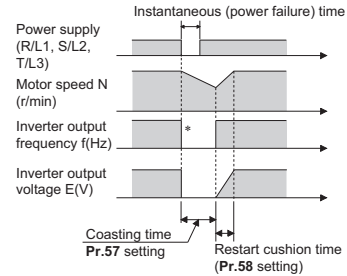 Instantaneous (power failure) time
Power supply
(R/L1, S/L2,
T/L3)
Motor speed N
(r/min)
Inverter output
frequency f(Hz)
*
Inverter output
voltage E(V)
Coasting time
Pr.57 setting
Restart cushion time
(Pr.58 setting)